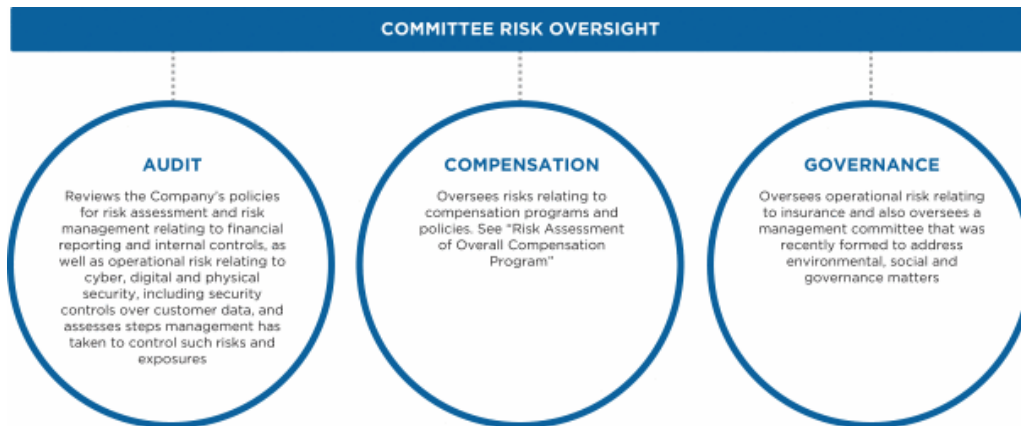 COMMITTEE RISK OVERSIGHT
AUDIT
Reviews the Company's policies
for risk assessment and risk
management relating to financial
reporting and internal controls, as
well as operational risk relating to
cyber, digital and physical
security, including security
controls over customer data, and
assesses steps management has
taken to control such risks and
exposures
COMPENSATION
Oversees risks relating to
compensation programs and
policies. See “Risk Assessment
of Overall Compensation
Program”
GOVERNANCE
Oversees operational risk relating
to insurance and also oversees a
management committee that was
recently formed to address
environmental, social and
governance matters